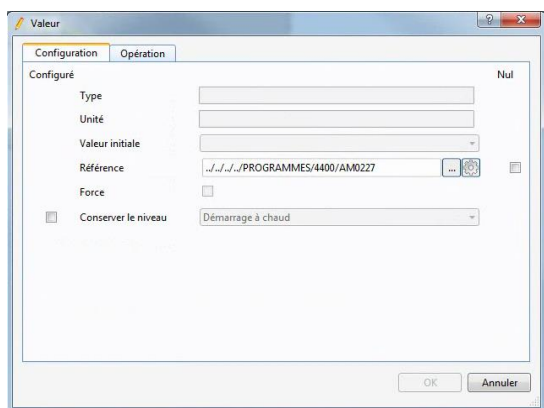 Valeur
Configuration Opération
Configuré Nul
Type
Unité
Valeur initiale
Référence ../../../../PROGRAMMES/4400/AM0227 ...
Force
Conserver le niveau Démarrage à chaud
OK Annuler